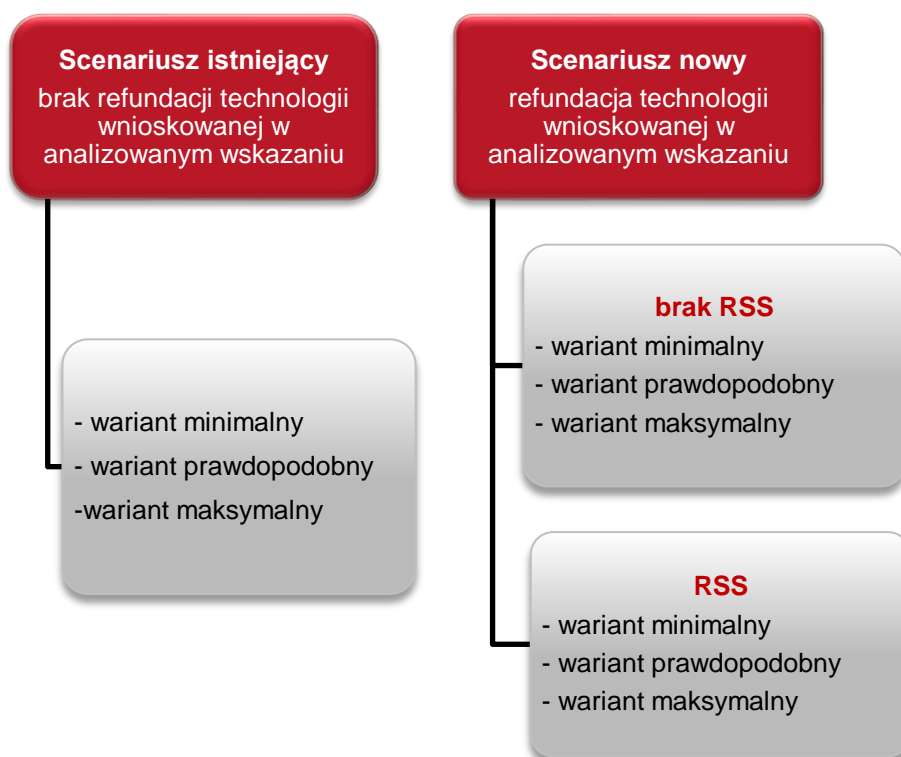 Scenariusz istniejący
brak refundacji technologii
wnioskowanej w
analizowanym wskazaniu
- wariant minimalny
- wariant prawdopodobny
-wariant maksymalny
Scenariusz nowy
refundacja technologii
wnioskowanej w
analizowanym wskazaniu
brak RSS
- wariant minimalny
- wariant prawdopodobny
- wariant maksymalny
RSS
- wariant minimalny
- wariant prawdopodobny
- wariant maksymalny